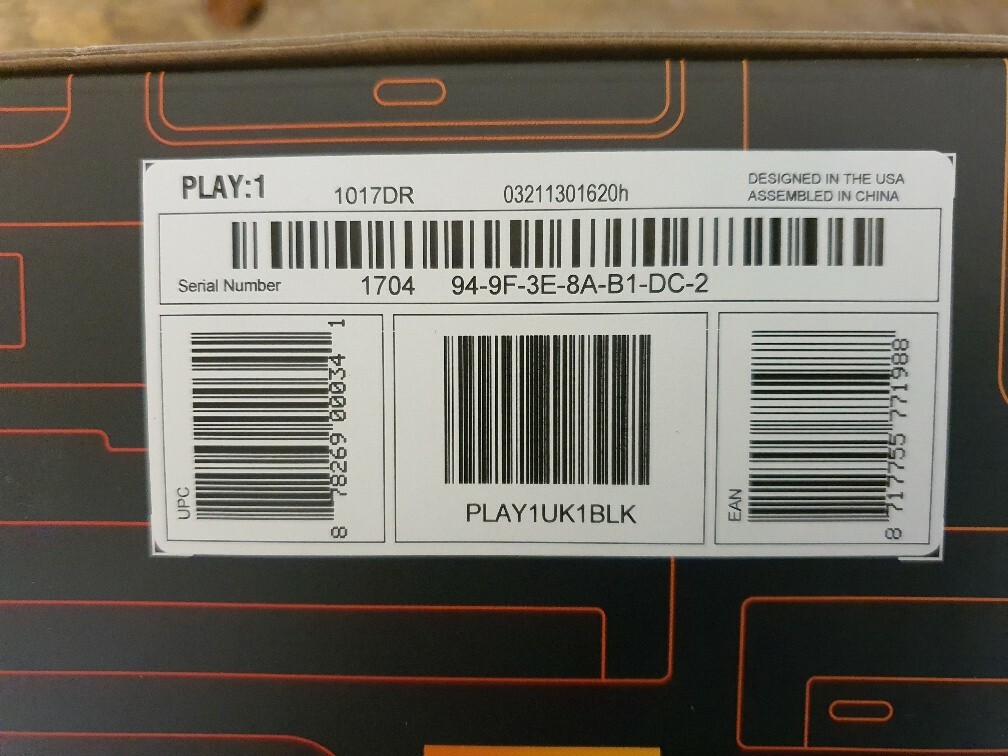 PLAY:1 1017DR 03211301620h DESIGNED IN THE USA
ASSEMBLED IN CHINA
Serial Number 1704 94-9F-3E-8A-B1-DC-2
UPC
8 78269 00034 1
PLAY1UK1BLK
EAN
8 717755 771988